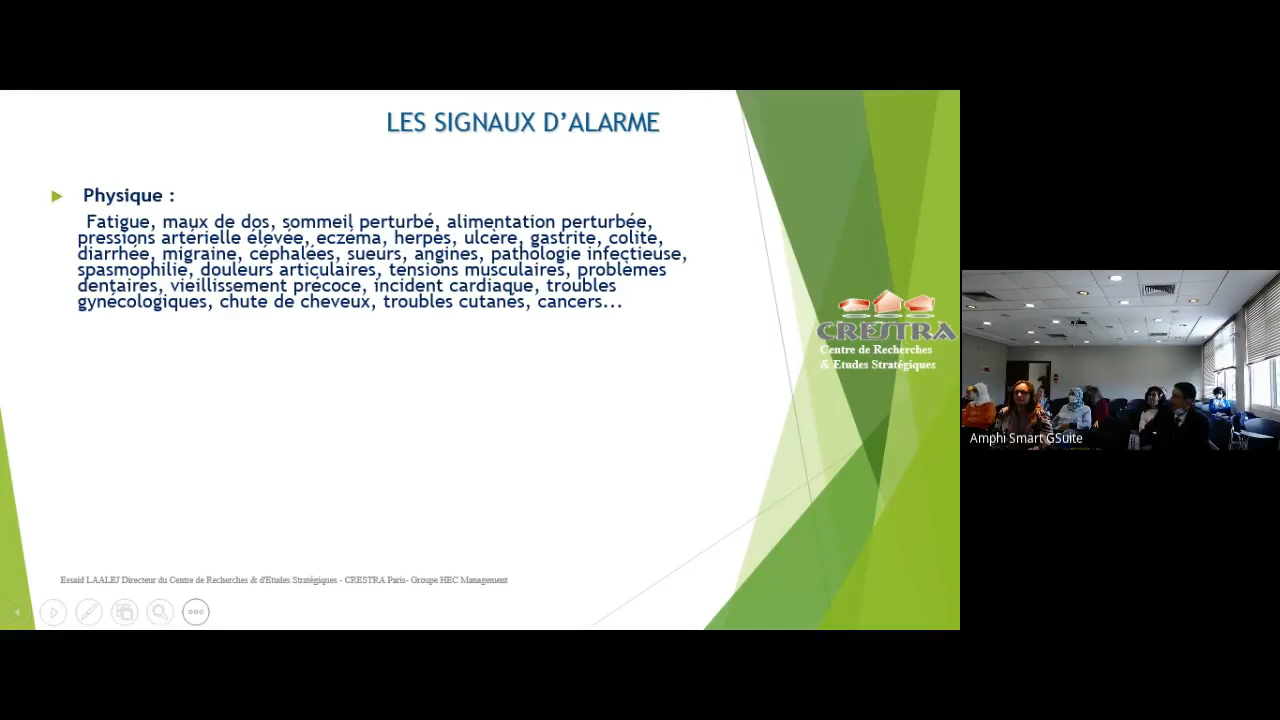 LES SIGNAUX D’ALARME
Physique :
Fatigue, maux de dos, sommeil perturbé, alimentation perturbée,
pressions artérielle élevée, eczéma, herpès, ulcère, gastrite, colite,
diarrhée, migraine, céphalées, sueurs, angines, pathologie infectieuse,
spasmophilie, douleurs articulaires, tensions musculaires, problèmes
dentaires, vieillissement précoce, incident cardiaque, troubles
gynécologiques, chute de cheveux, troubles cutanés, cancers...
CRESTRA
Centre de Recherches
& Etudes Stratégiques
Essaid LAALEJ Directeur du Centre de Recherches & d'Etudes Stratégiques - CRESTRA Paris- Groupe HEC Management
Amphi Smart GSuite